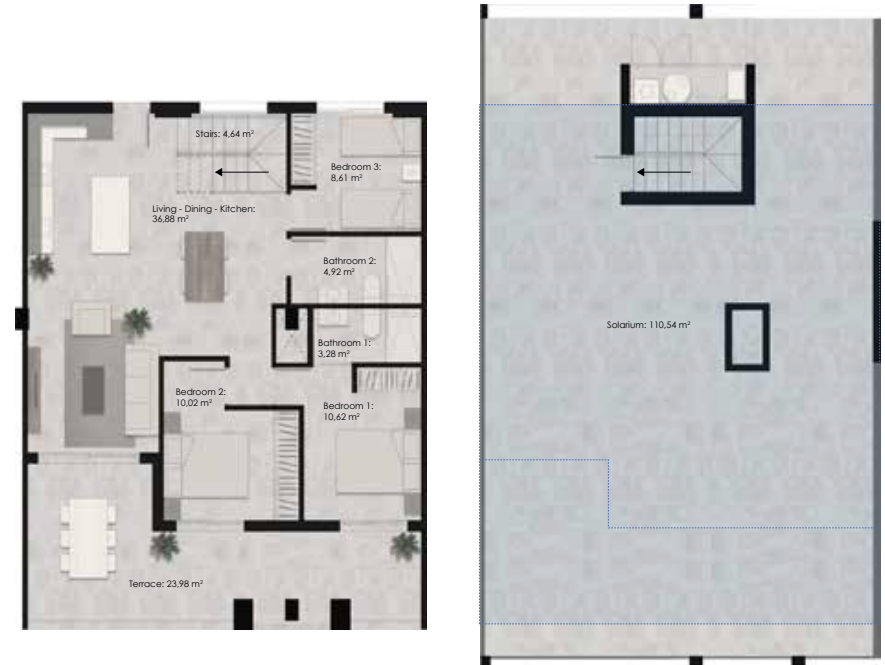 Stairs: 4,64 m²
Bedroom 3:
8,61 m²
Living - Dining - Kitchen:
36,88 m²
Bathroom 2:
4,92 m²
Bathroom 1:
3,28 m²
Bedroom 2:
10,02 m²
Bedroom 1:
10,62 m²
Terrace: 23,98 m²
Solarium: 110,54 m²